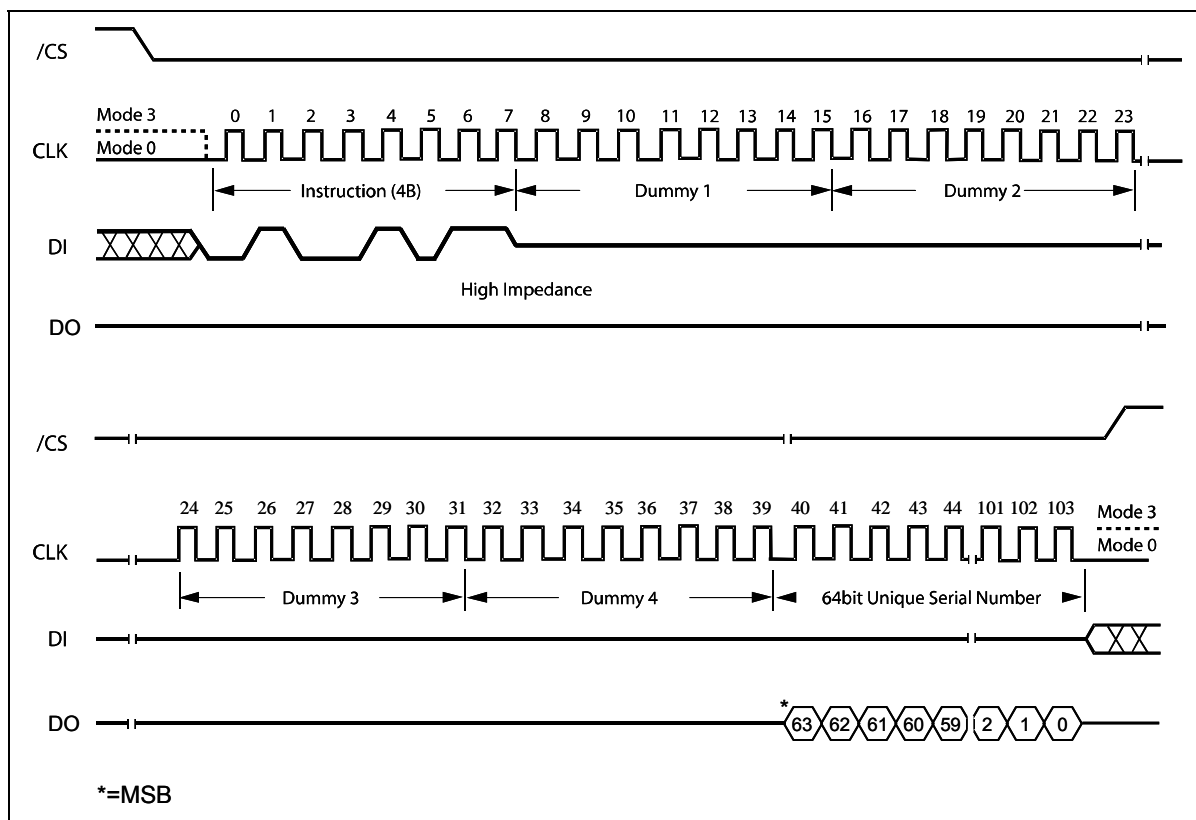 /CS
Mode 3
0 1 2 3 4 5 6 7 8 9 10 11 12 13 14 15 16 17 18 19 20 21 22 23
CLK
Mode 0
Instruction (4B)
Dummy 1
Dummy 2
DI
High Impedance
DO
/CS
24 25 26 27 28 29 30 31 32 33 34 35 36 37 38 39 40 41 42 43 44 101 102 103
Mode 3
CLK
Mode 0
Dummy 3
Dummy 4
64bit Unique Serial Number
DI
DO
*
63 62 61 60 59 2 1 0
*=MSB